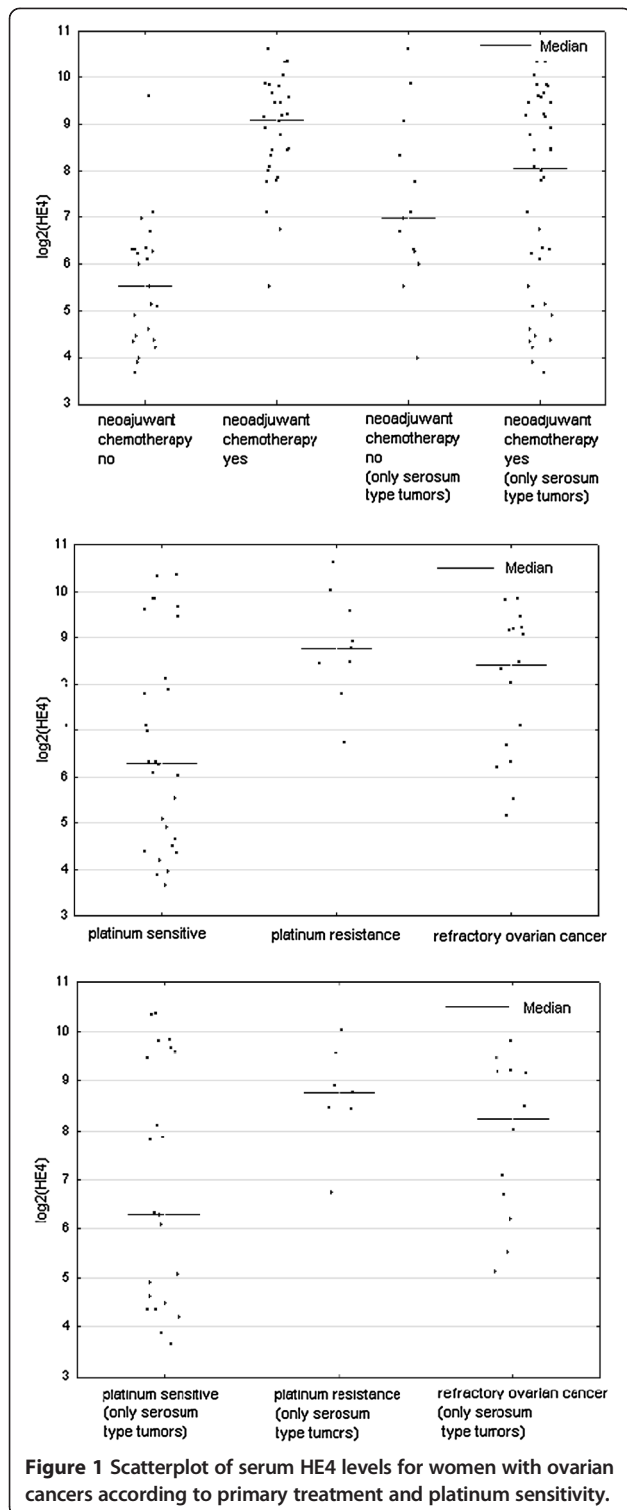 11
10
9
8
7
6
5
4
3
log2(HE4)
Median
neoajuwant
chemotherapy
no
neoadjuwant
chemotherapy
yes
neoadjuwant
chemotherapy
no
(only serosum
type tumors)
neoadjuwant
chemotherapy
yes
(only serosum
type tumors)
11
10
9
6
5
4
3
log2(HE4)
Median
platinum sensitive
platinum resistance
refractory ovarian cancer
11
10
9
8
7
6
5
4
3
log2(HE4)
Median
platinum sensitive
(only serosum
type tumors)
platinum resistance
(only serosum
type tumors)
refractory ovarian cancer
(only serosum
type tumors)
Figure 1 Scatterplot of serum HE4 levels for women with ovarian
cancers according to primary treatment and platinum sensitivity.